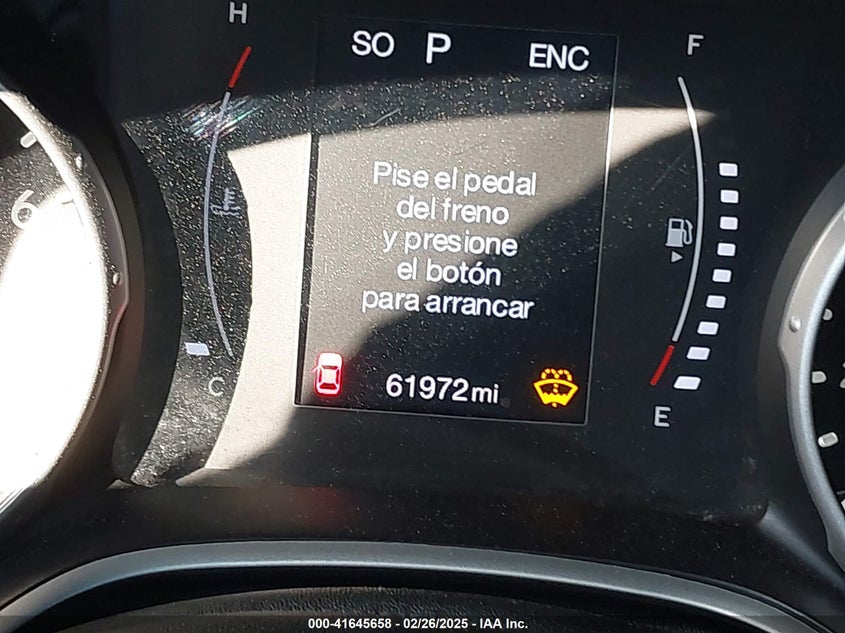 H
SO P ENC
F
6
Pise el pedal
del freno
y presione
el botón
para arrancar
C
61972 mi
E
000-41645658 - 02/26/2025 - IAA Inc.